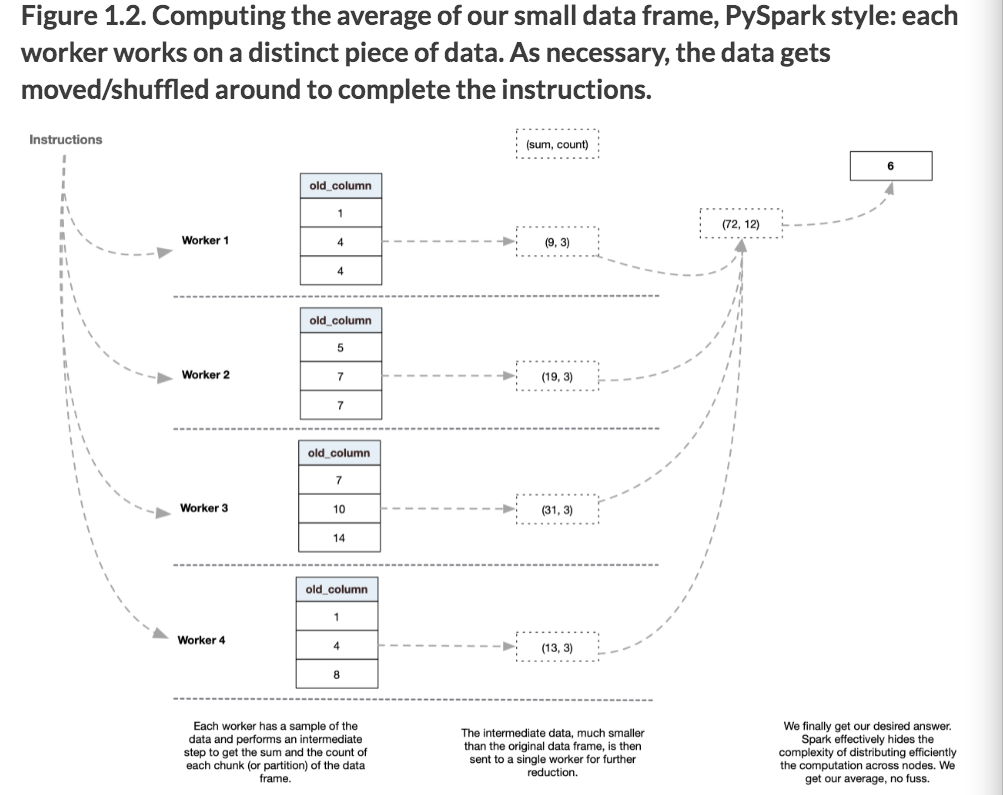 Figure 1.2. Computing the average of our small data frame, PySpark style: each
worker works on a distinct piece of data. As necessary, the data gets
moved/shuffled around to complete the instructions.
Instructions
(sum, count)
6
old_column
1
Worker 1
4
(9, 3)
(72, 12)
4
old_column
5
Worker 2
7
(19, 3)
7
old_column
7
Worker 3
10
(31, 3)
14
old_column
1
Worker 4
4
(13, 3)
8
Each worker has a sample of the
data and performs an intermediate
step to get the sum and the count of
each chunk (or partition) of the data
frame.
The intermediate data, much smaller
than the original data frame, is then
sent to a single worker for further
reduction.
We finally get our desired answer.
Spark effectively hides the
complexity of distributing efficiently
the computation across nodes. We
get our average, no fuss.